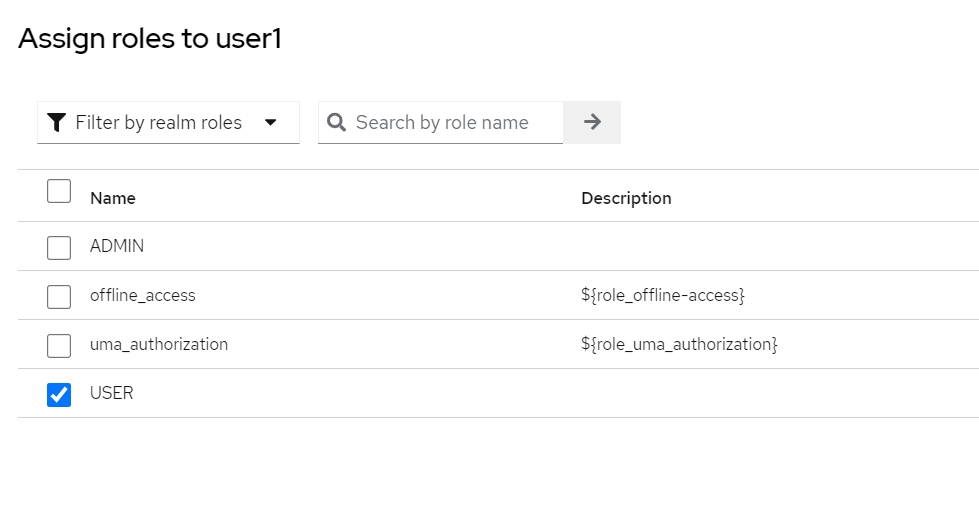 Assign roles to user1
Filter by realm roles Search by role name
Name Description
ADMIN
offline_access ${role_offline-access}
uma_authorization ${role_uma_authorization}
USER